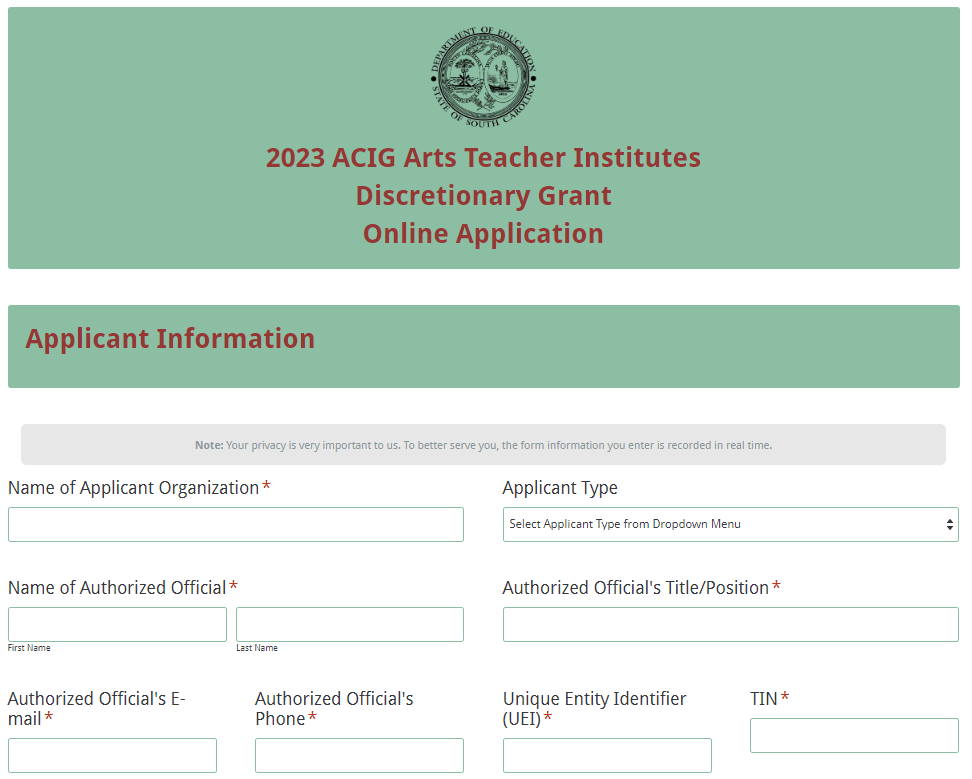 DEPARTMENT OF EDUCATION
STATE OF SOUTH CAROLINA
2023 ACIG Arts Teacher Institutes
Discretionary Grant
Online Application
Applicant Information
Note: Your privacy is very important to us. To better serve you, the form information you enter is recorded in real time.
Name of Applicant Organization*
Applicant Type
Select Applicant Type from Dropdown Menu
Name of Authorized Official*
Authorized Official's Title/Position*
First Name
Last Name
Authorized Official's E-
mail*
Authorized Official's
Phone*
Unique Entity Identifier
(UEI)*
TIN*